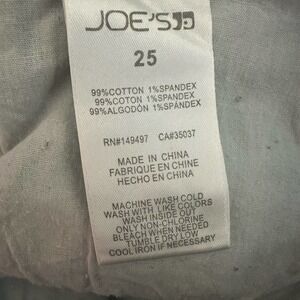 JOE'S
25
99%COTTON 1%SPANDEX
99%COTON 1%SPANDEX
99%ALGODÓN 1%SPÁNDEX
RN#149497 CA#35037
MADE IN CHINA
FABRIQUE EN CHINE
HECHO EN CHINA
MACHINE WASH COLD
WASH WITH LIKE COLORS
WASH INSIDE OUT
ONLY NON-CHLORINE
BLEACH WHEN NEEDED
TUMBLE DRY LOW
COOL IRON IF NECESSARY